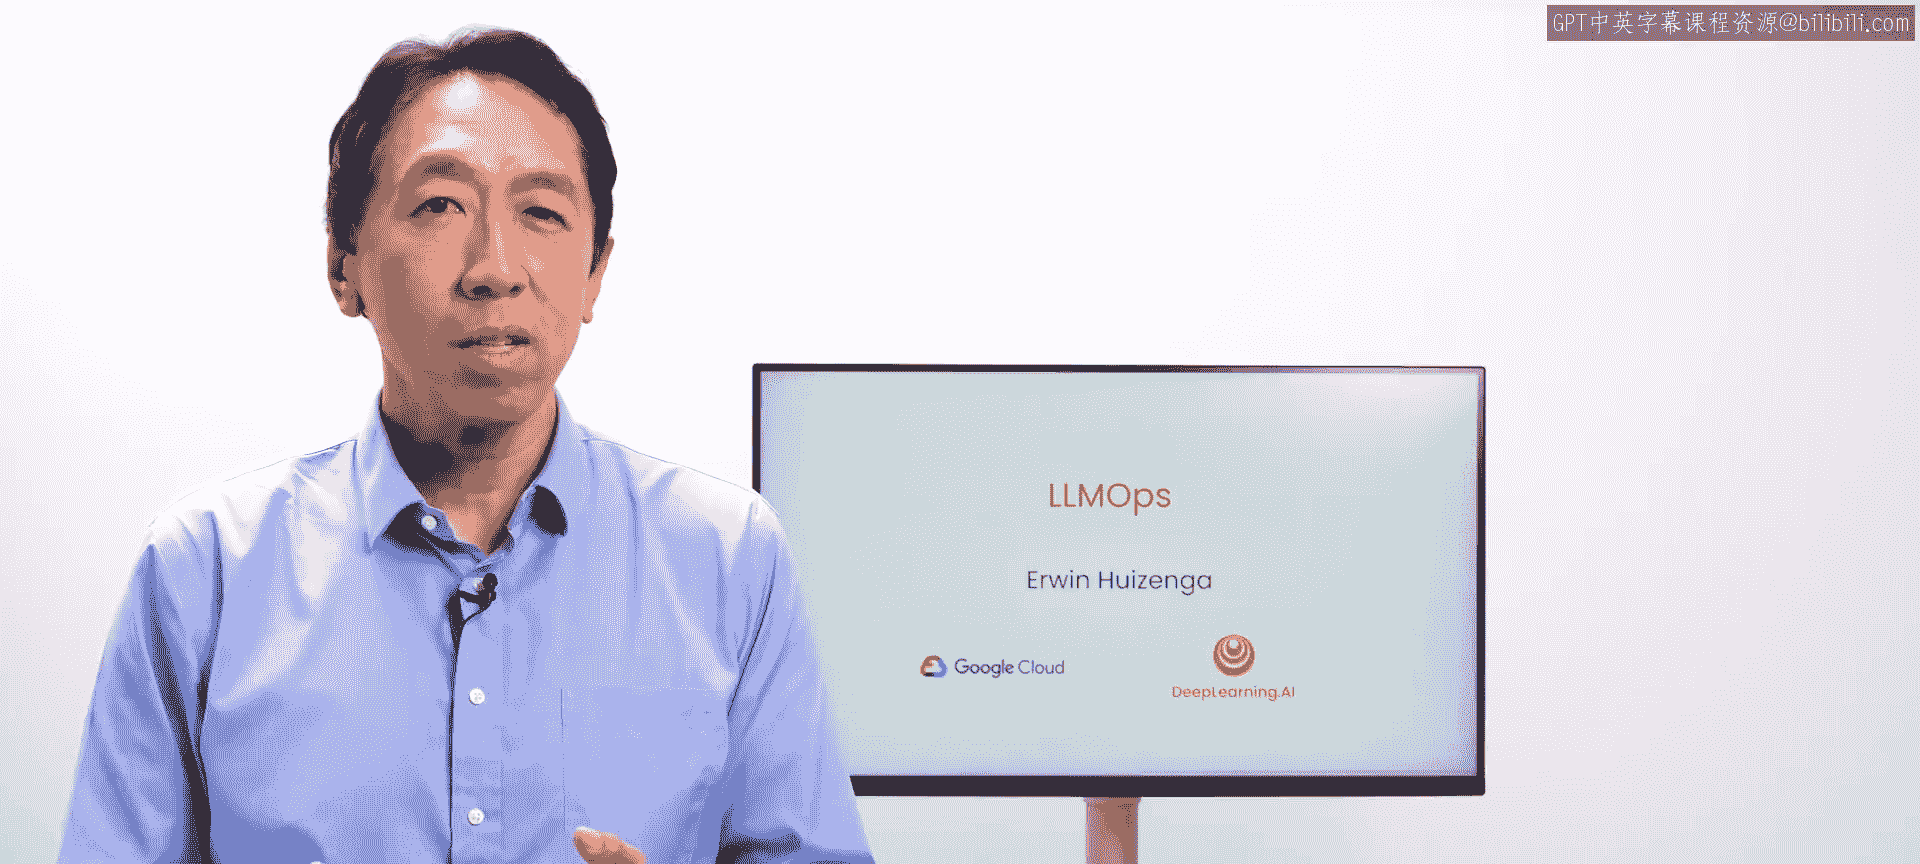 GPT中英字幕课程资源@bilibili.com
LLMOps
Erwin Huizenga
Google Cloud
DeepLearning.AI